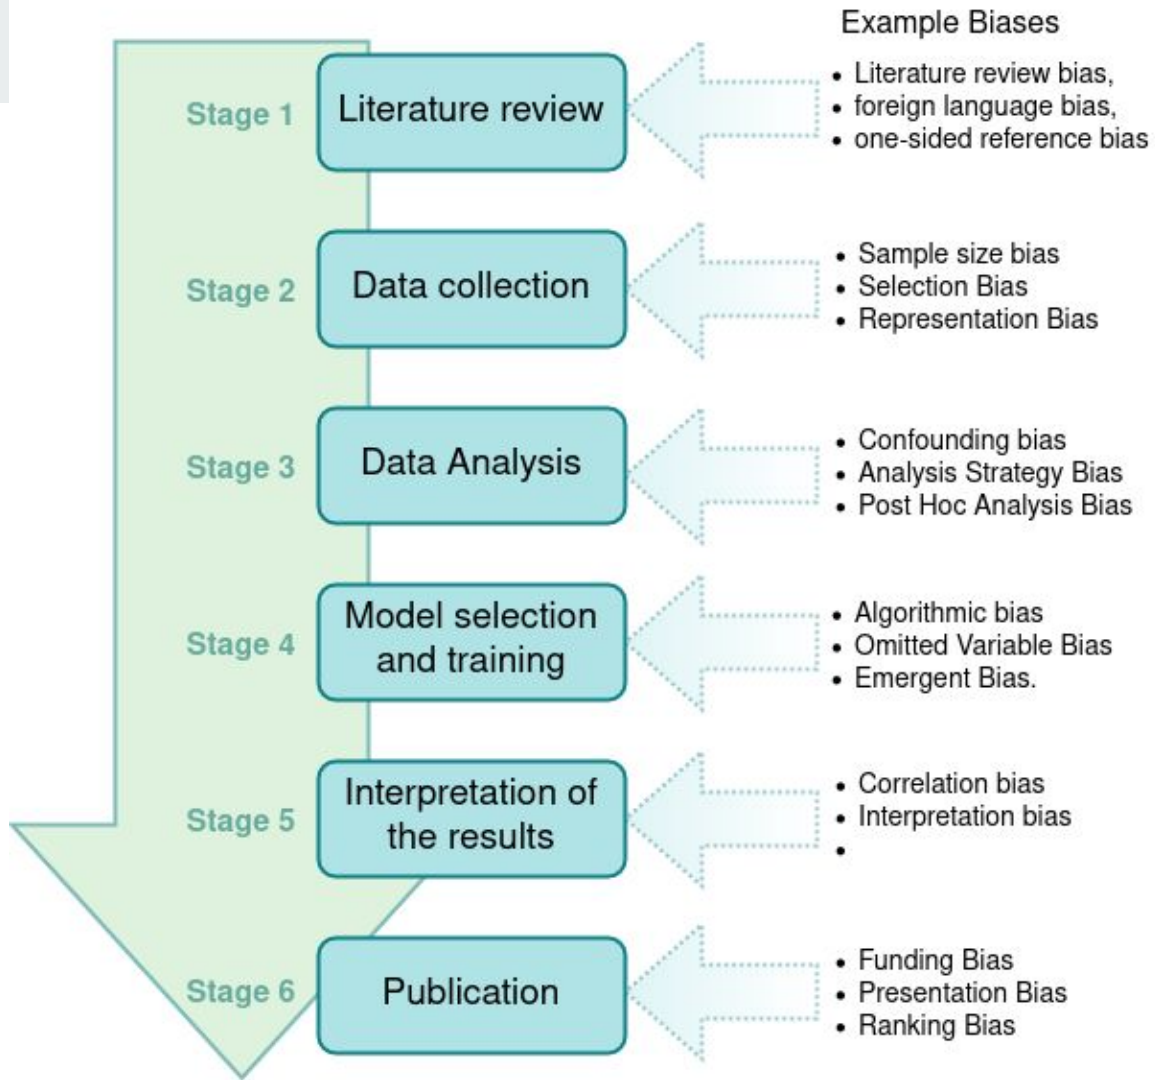 Example Biases
Stage 1
Literature review
• Literature review bias,
• foreign language bias,
• one-sided reference bias
Stage 2
Data collection
• Sample size bias
• Selection Bias
• Representation Bias
Stage 3
Data Analysis
• Confounding bias
• Analysis Strategy Bias
• Post Hoc Analysis Bias
Stage 4
Model selection
and training
• Algorithmic bias
• Omitted Variable Bias
• Emergent Bias.
Stage 5
Interpretation of
the results
• Correlation bias
• Interpretation bias
•
Stage 6
Publication
• Funding Bias
• Presentation Bias
• Ranking Bias